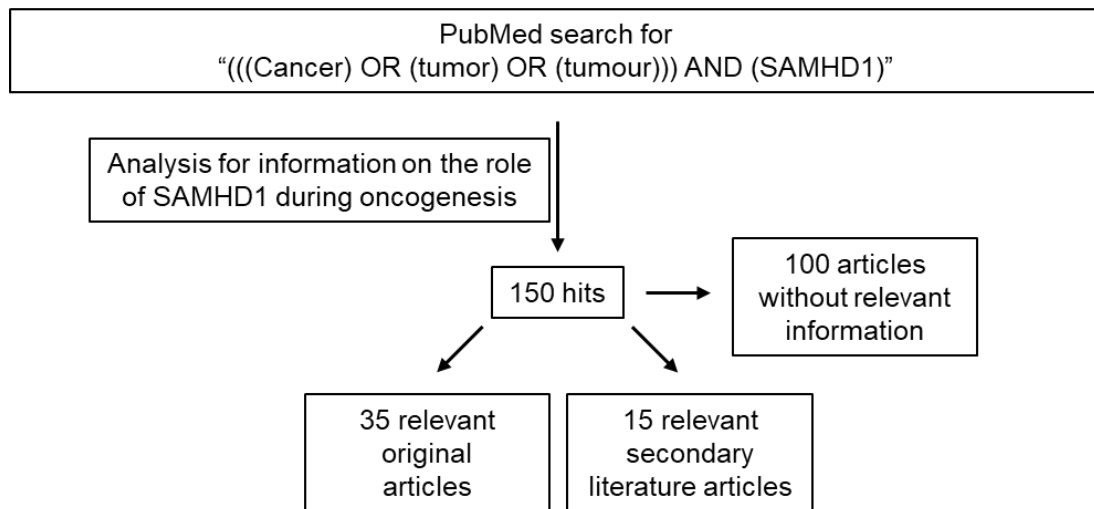 PubMed search for
“(((Cancer) OR (tumor) OR (tumour))) AND (SAMHD1)”
Analysis for information on the role
of SAMHD1 during oncogenesis
150 hits
100 articles
without relevant
information
35 relevant
original
articles
15 relevant
secondary
literature articles